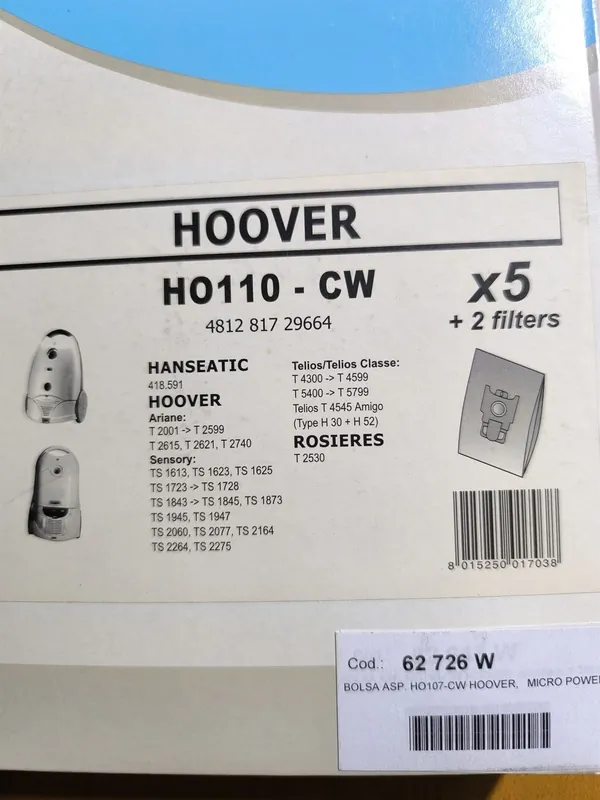 HOOVER
HO110 - CW
4812 817 29664
x5
+ 2 filters
HANSEATIC
418.591
HOOVER
Ariane:
T 2001 -> T 2599
T 2615, T 2621, T 2740
Sensory:
TS 1613, TS 1623, TS 1625
TS 1723 -> TS 1728
TS 1843 -> TS 1845, TS 1873
TS 1945, TS 1947
TS 2060, TS 2077, TS 2164
TS 2264, TS 2275
Telios/Telios Classe:
T 4300 -> T 4599
T 5400 -> T 5799
Telios T 4545 Amigo
(Type H 30 + H 52)
ROSIERES
T 2530
8 015250 017038
Cod.: 62 726 W
BOLSA ASP. HO107-CW HOOVER, MICRO POWE